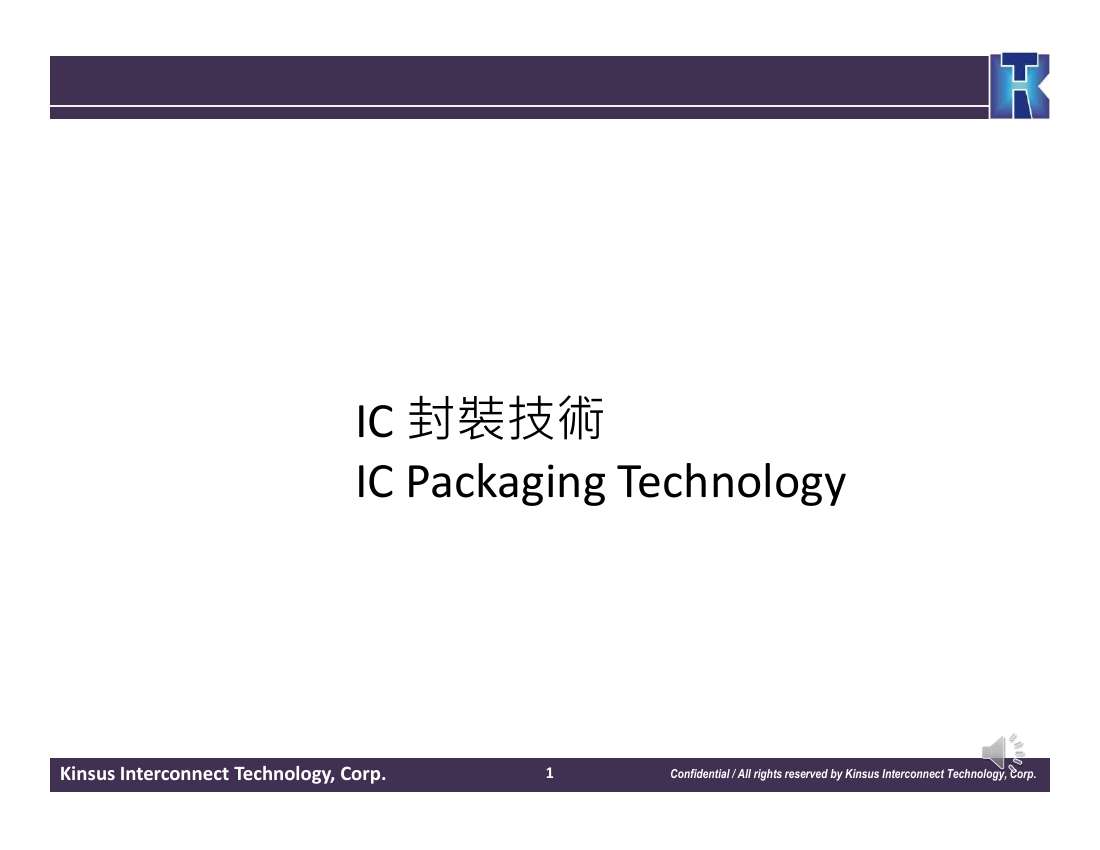 IC 封裝技術
IC Packaging Technology
Kinsus Interconnect Technology, Corp.
1
Confidential / All rights reserved by Kinsus Interconnect Technology, Corp.